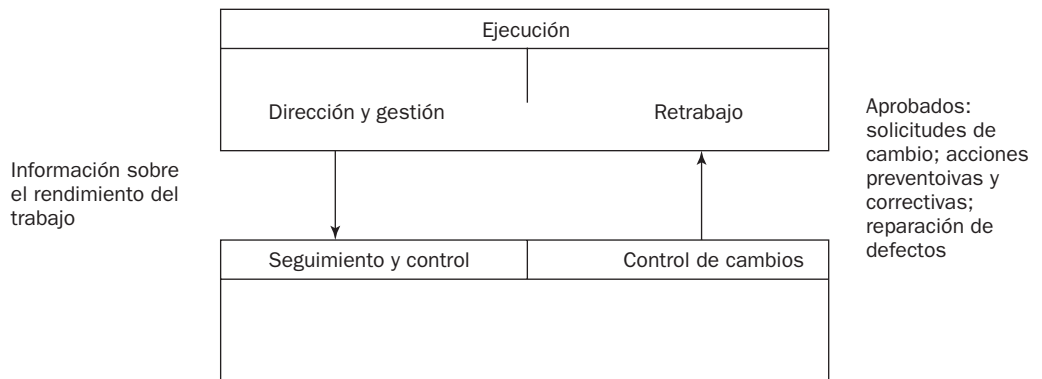 Ejecución
Dirección y gestión
Retrabajo
Información sobre
el rendimiento del
trabajo
Aprobados:
solicitudes de
cambio; acciones
preventoivas y
correctivas;
reparación de
defectos
Seguimiento y control
Control de cambios